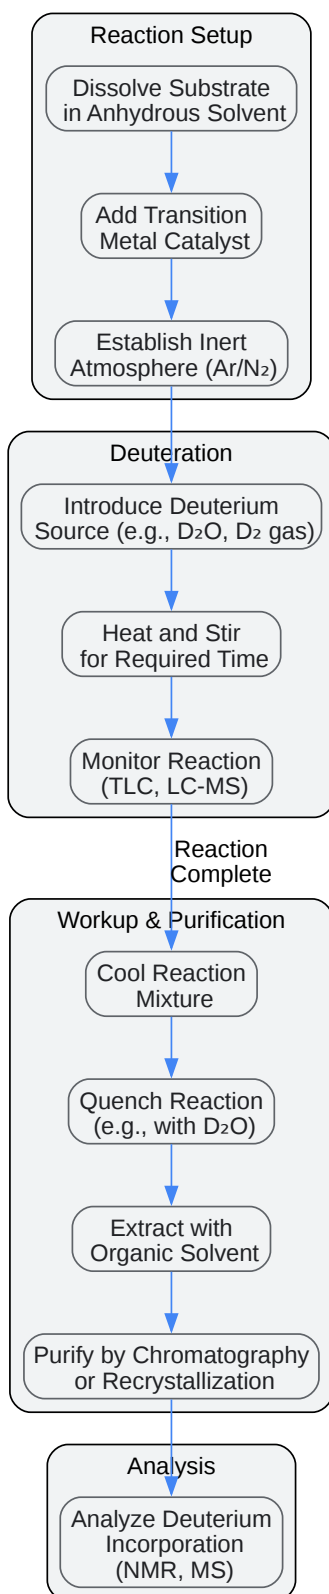 Reaction Setup
Dissolve Substrate
in Anhydrous Solvent
Add Transition
Metal Catalyst
Establish Inert
Atmosphere (Ar/N₂)
Deuteration
Introduce Deuterium
Source (e.g., D₂O, D₂ gas)
Heat and Stir
for Required Time
Monitor Reaction
(TLC, LC-MS)
Reaction
Complete
Workup & Purification
Cool Reaction
Mixture
Quench Reaction
(e.g., with D₂O)
Extract with
Organic Solvent
Purify by Chromatography
or Recrystallization
Analysis
Analyze Deuterium
Incorporation
(NMR, MS)